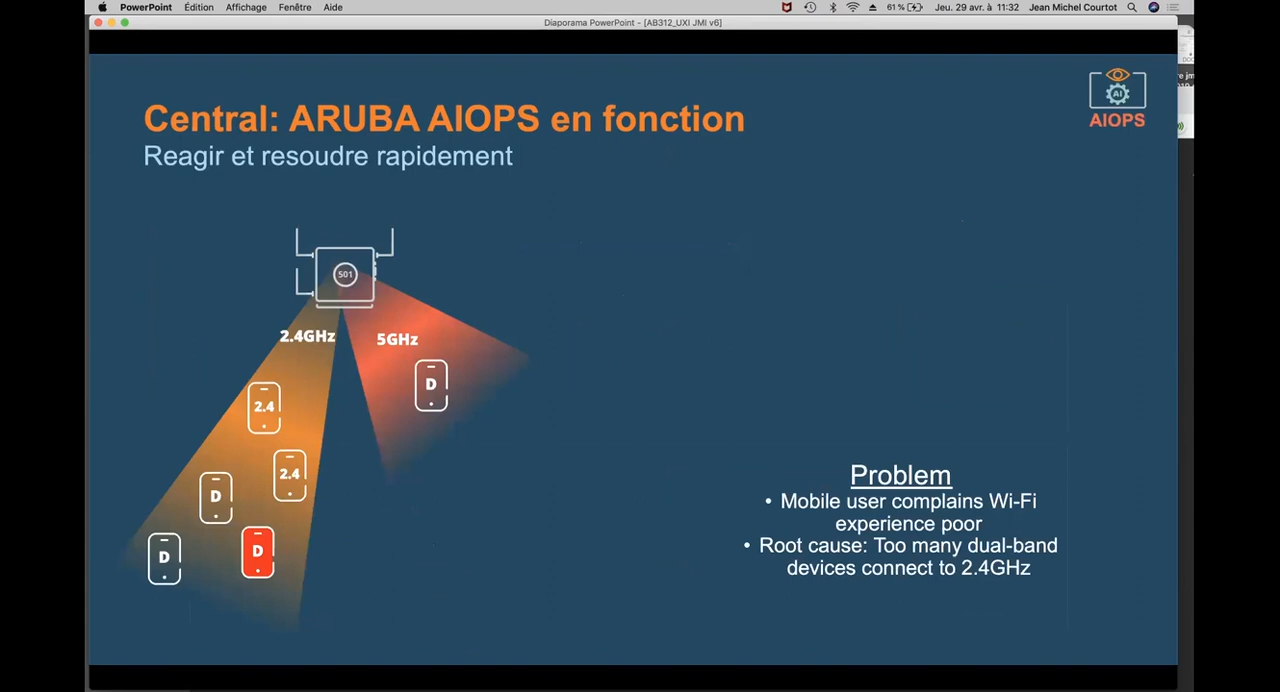 PowerPoint Édition Affichage Fenêtre Aide
61 % Jeu. 29 avr. à 11:32 Jean Michel Courtot
Diaporama PowerPoint - [AB312_UXI JMI v6]
AI
AIOPS
Central: ARUBA AIOPS en fonction
Reagir et resoudre rapidement
501
2.4GHz
5GHz
D
2.4
2.4
D
D
D
Problem
• Mobile user complains Wi-Fi
experience poor
• Root cause: Too many dual-band
devices connect to 2.4GHz